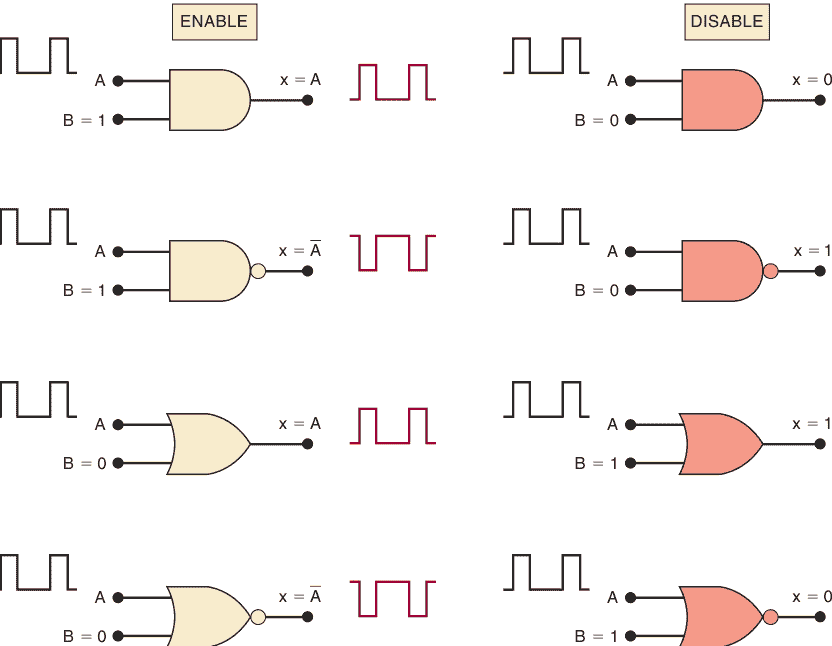 ENABLE
DISABLE
A
x = A
B = 1
A
x = 0
B = 0
A
x = A̅
B = 1
A
x = 1
B = 0
A
x = A
B = 0
A
x = 1
B = 1
A
x = A̅
B = 0
A
x = 0
B = 1